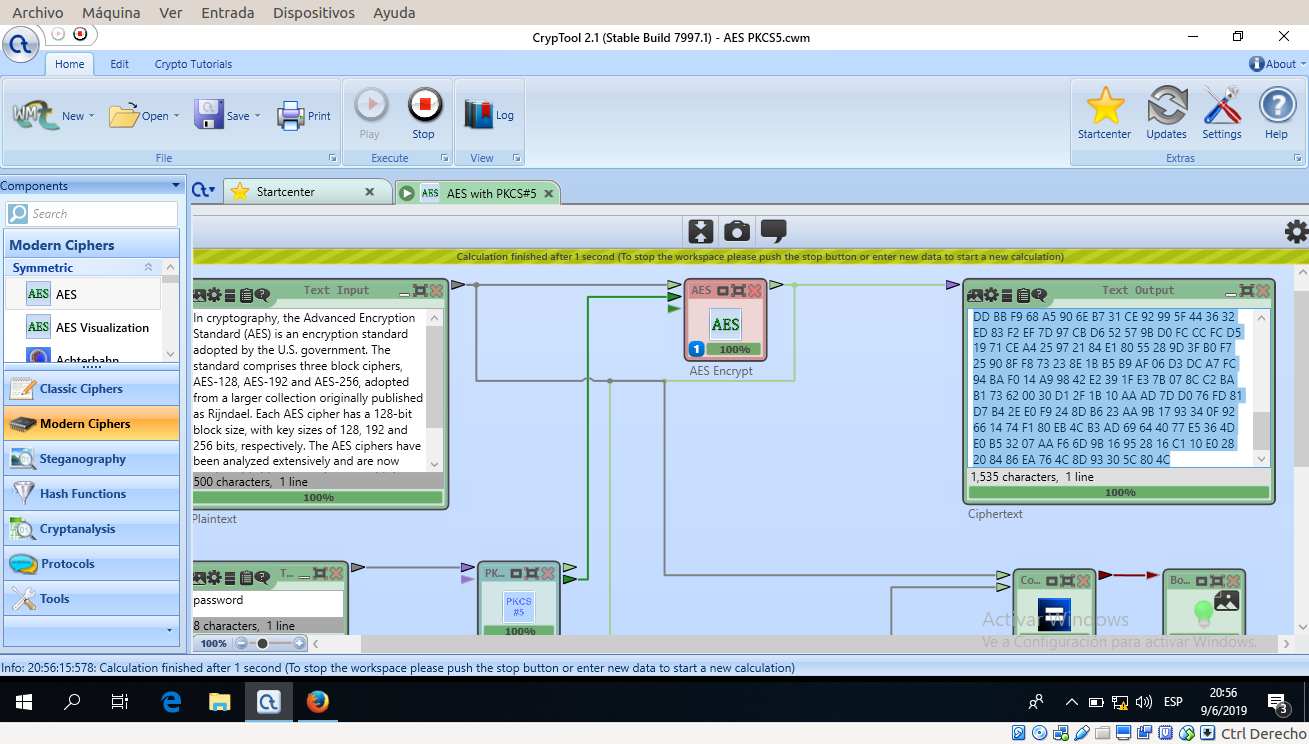 Archivo Máquina Ver Entrada Dispositivos Ayuda
CrypTool 2.1 (Stable Build 7997.1) - AES PKCS5.cwm
Home Edit Crypto Tutorials About
New Open Save Print Play Stop Log Startcenter Updates Settings Help
File Execute View Extras
Components
Startcenter AES with PKCS#5
Search
Modern Ciphers
Symmetric
AES AES
AES AES Visualization
Achterbahn
Classic Ciphers
Modern Ciphers
Steganography
Hash Functions
Cryptanalysis
Protocols
Tools
Calculation finished after 1 second (To stop the workspace please push the stop button or enter new data to start a new calculation)
Text Input
In cryptography, the Advanced Encryption
Standard (AES) is an encryption standard
adopted by the U.S. government. The
standard comprises three block ciphers,
AES-128, AES-192 and AES-256, adopted
from a larger collection originally published
as Rijndael. Each AES cipher has a 128-bit
block size, with key sizes of 128, 192 and
256 bits, respectively. The AES ciphers have
been analyzed extensively and are now
500 characters, 1 line
100%
Plaintext
AES
AES
1 100%
AES Encrypt
Text Output
DD BB F9 68 A5 90 6E B7 31 CE 92 99 5F 44 36 32
ED 83 F2 EF 7D 97 CB D6 52 57 9B D0 FC CC FC D5
19 71 CE A4 25 97 21 84 E1 80 55 28 9D 3F B0 F7
25 90 8F F8 73 23 8E 1B B5 B9 AF 06 D3 DC A7 FC
94 BA F0 14 A9 98 42 E2 39 1F E3 7B 07 8C C2 BA
B1 73 62 00 30 D1 2F 1B 10 AA AD 7D D0 76 FD 81
D7 B4 2E E0 F9 24 8D B6 23 AA 9B 17 93 34 0F 92
66 14 74 F1 80 EB 4C B3 AD 69 64 40 77 E5 36 4D
E0 B5 32 07 AA F6 6D 9B 16 95 28 16 C1 10 E0 28
20 84 86 EA 76 4C 8D 93 30 5C 80 4C
1,535 characters, 1 line
100%
Ciphertext
T...
password
8 characters, 1 line
PK...
PKCS
#5
100%
Co... Bo...
Activar Windows
Ve a Configuración para activar Windows.
100%
Info: 20:56:15:578: Calculation finished after 1 second (To stop the workspace please push the stop button or enter new data to start a new calculation)
ESP
20:56
9/6/2019
3
Ctrl Derecho